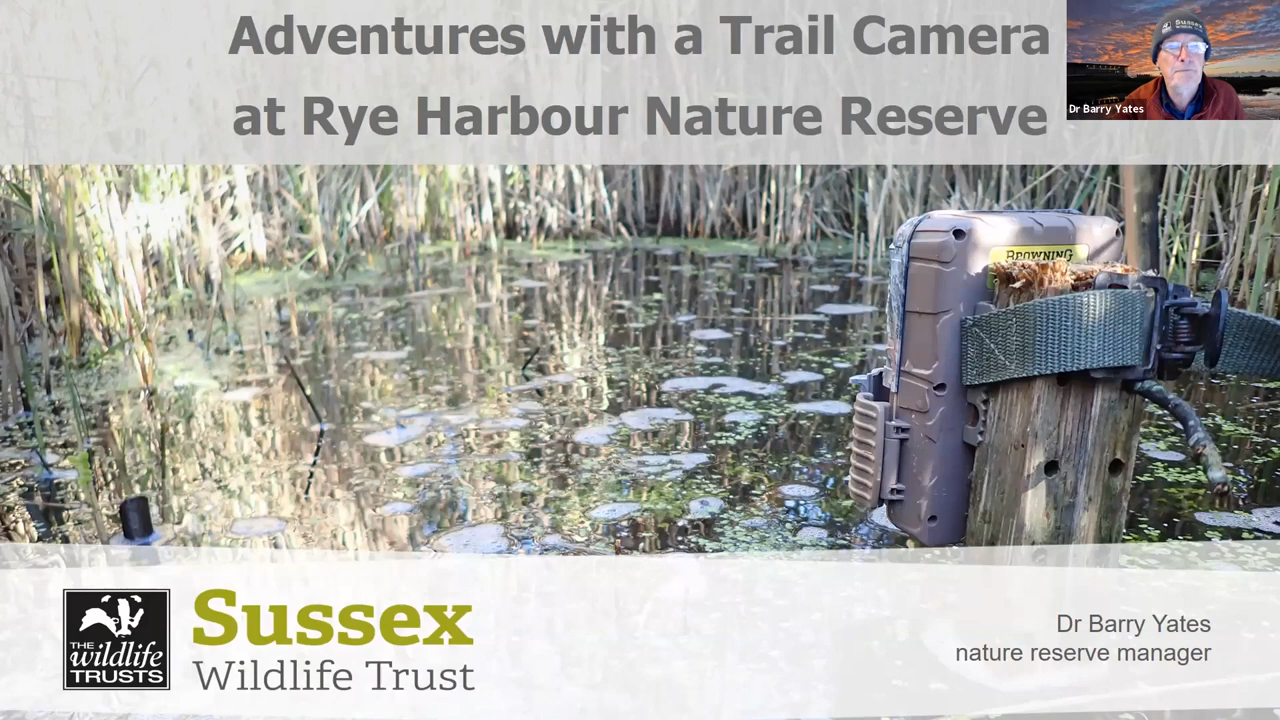 Adventures with a Trail Camera
at Rye Harbour Nature Reserve
Sussex
Dr Barry Yates
BROWNING
THE
wildlife
TRUSTS
Sussex
Wildlife Trust
Dr Barry Yates
nature reserve manager